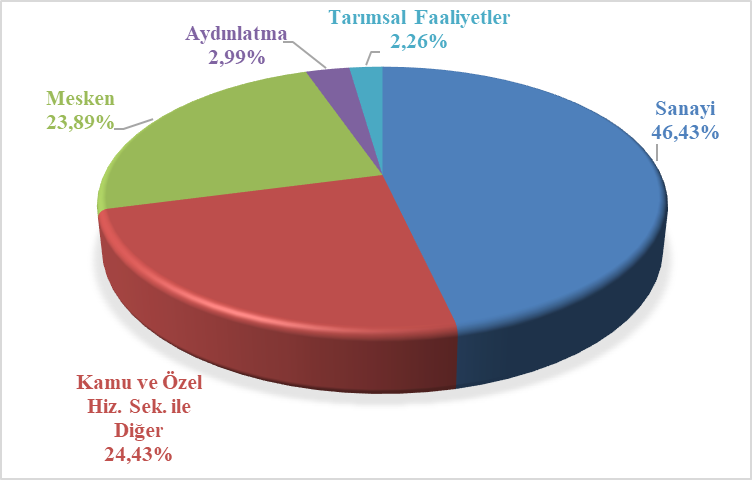 Tarımsal Faaliyetler
2,26%
Aydınlatma
2,99%
Mesken
23,89%
Sanayi
46,43%
Kamu ve Özel
Hiz. Sek. ile
Diğer
24,43%